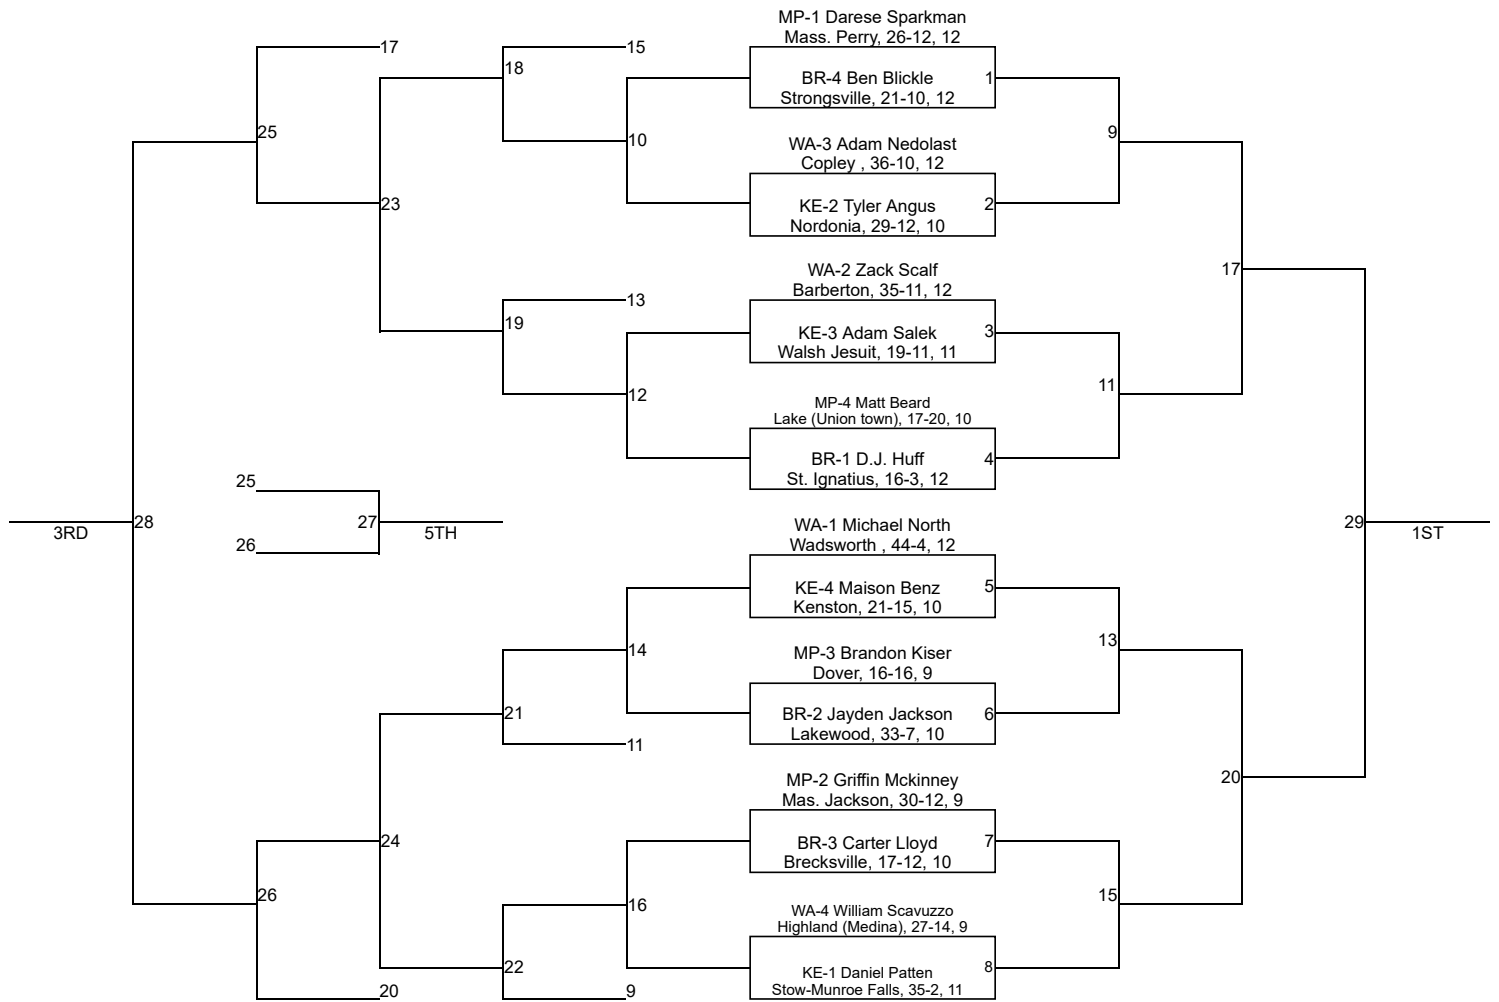 MP-1 Darese Sparkman
Mass. Perry, 26-12, 12
17
15
18
BR-4 Ben Blickle
1
Strongsville, 21-10, 12
25
10
9
WA-3 Adam Nedolast
Copley , 36-10, 12
23
KE-2 Tyler Angus
2
Nordonia, 29-12, 10
WA-2 Zack Scalf
17
Barberton, 35-11, 12
13
19
KE-3 Adam Salek
3
Walsh Jesuit, 19-11, 11
12
11
MP-4 Matt Beard
Lake (Union town), 17-20, 10
BR-1 D.J. Huff
4
St. Ignatius, 16-3, 12
25
28
27
29
3RD
5TH
1ST
26
WA-1 Michael North
Wadsworth , 44-4, 12
KE-4 Maison Benz
5
Kenston, 21-15, 10
14
13
MP-3 Brandon Kiser
Dover, 16-16, 9
21
BR-2 Jayden Jackson
6
Lakewood, 33-7, 10
11
MP-2 Griffin Mckinney
20
Mas. Jackson, 30-12, 9
24
BR-3 Carter Lloyd
7
Brecksville, 17-12, 10
26
16
15
WA-4 William Scavuzzo
Highland (Medina), 27-14, 9
22
KE-1 Daniel Patten
8
Stow-Munroe Falls, 35-2, 11
20
9